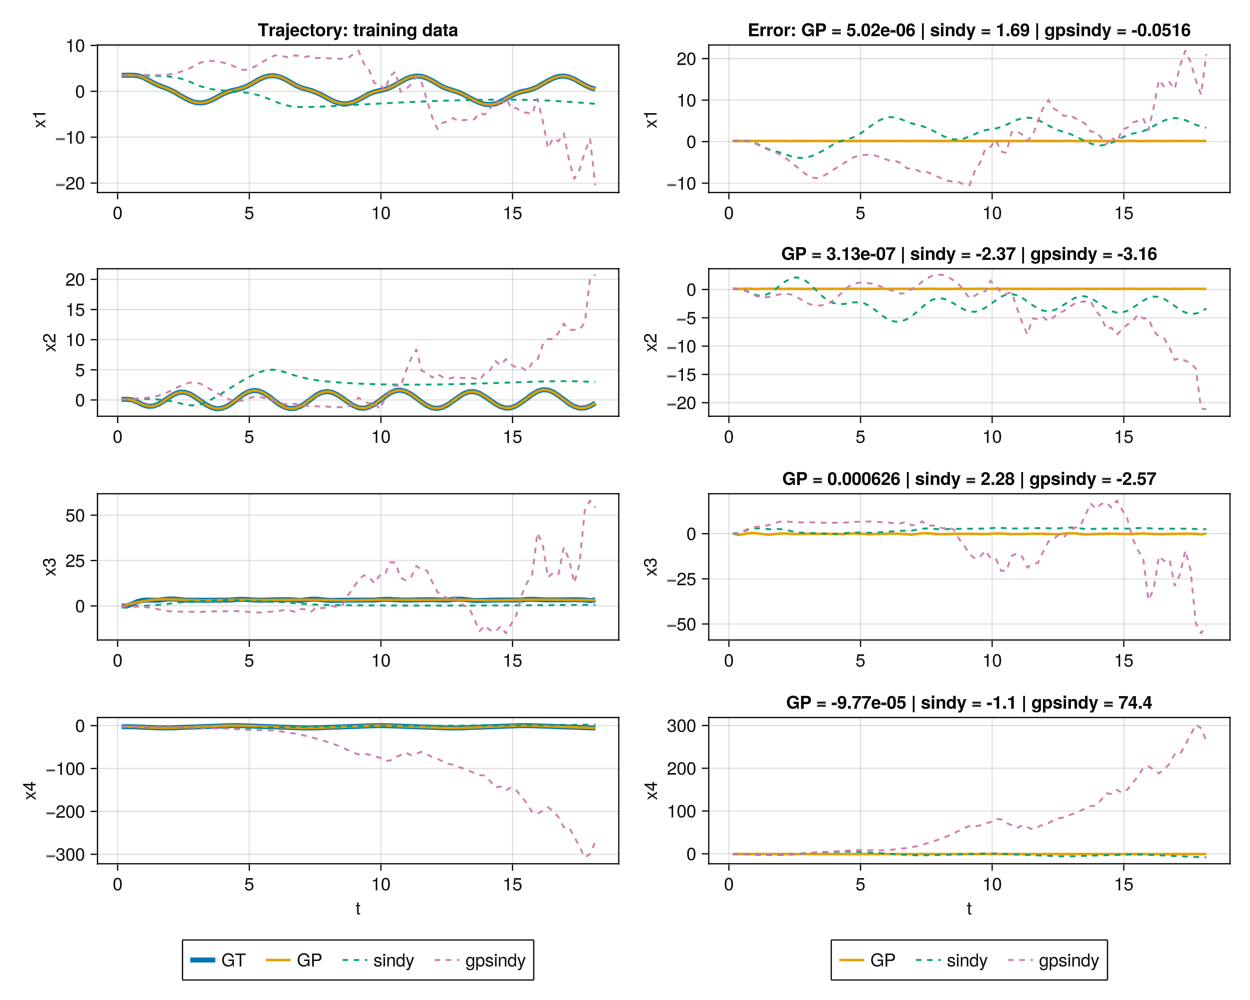 Trajectory: training data
10
0
−10
−20
x1
0 5 10 15
Error: GP = 5.02e-06 | sindy = 1.69 | gpsindy = -0.0516
20
10
0
−10
x1
0 5 10 15
20
15
10
5
0
x2
0 5 10 15
GP = 3.13e-07 | sindy = -2.37 | gpsindy = -3.16
0
−5
−10
−15
−20
x2
0 5 10 15
50
25
0
x3
0 5 10 15
GP = 0.000626 | sindy = 2.28 | gpsindy = -2.57
0
−25
−50
x3
0 5 10 15
0
−100
−200
−300
x4
0 5 10 15
t
GP = -9.77e-05 | sindy = -1.1 | gpsindy = 74.4
300
200
100
0
x4
0 5 10 15
t
GT GP sindy gpsindy
GP sindy gpsindy